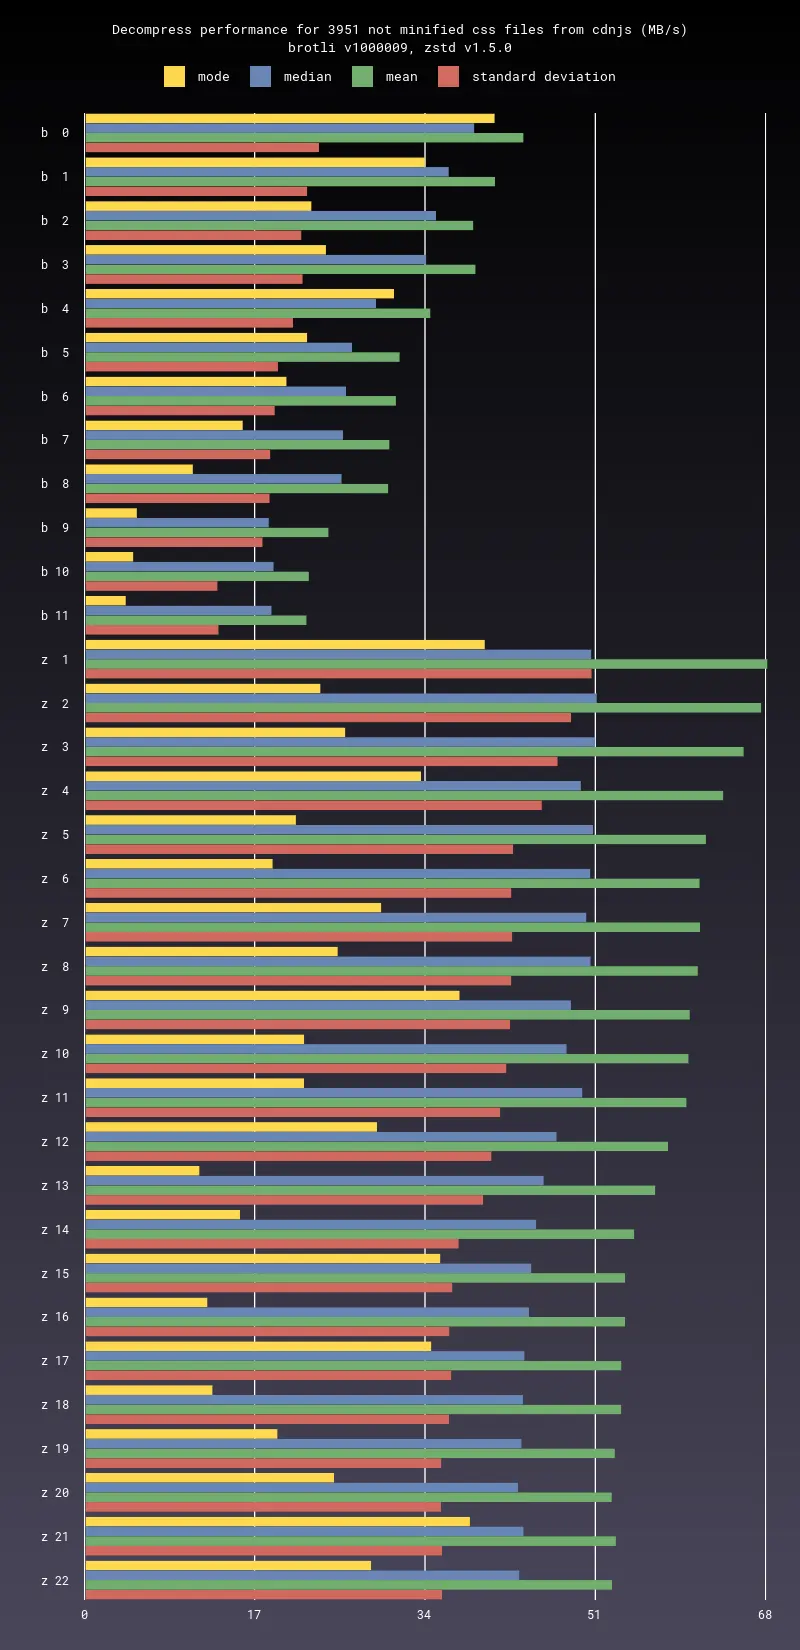 Decompress performance for 3951 not minified css files from cdnjs (MB/s)
brotli v1000009, zstd v1.5.0
mode median mean standard deviation
b 0
b 1
b 2
b 3
b 4
b 5
b 6
b 7
b 8
b 9
b 10
b 11
z 1
z 2
z 3
z 4
z 5
z 6
z 7
z 8
z 9
z 10
z 11
z 12
z 13
z 14
z 15
z 16
z 17
z 18
z 19
z 20
z 21
z 22
0 17 34 51 68